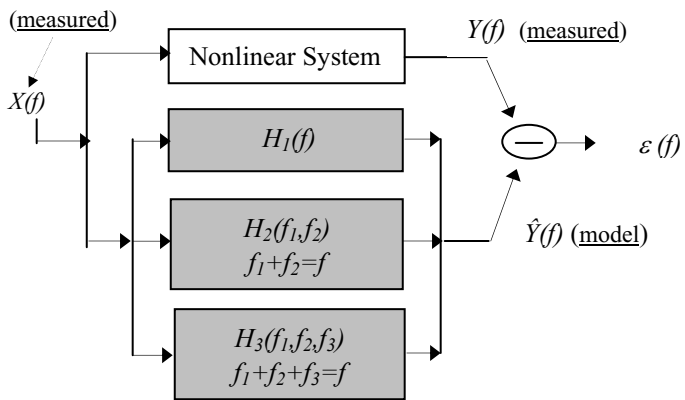 (measured)
X(f)
Nonlinear System
Y(f) (measured)
H₁(f)
—
ε (f)
H₂(f₁,f₂)
f₁+f₂=f
Ŷ(f) (model)
H₃(f₁,f₂,f₃)
f₁+f₂+f₃=f